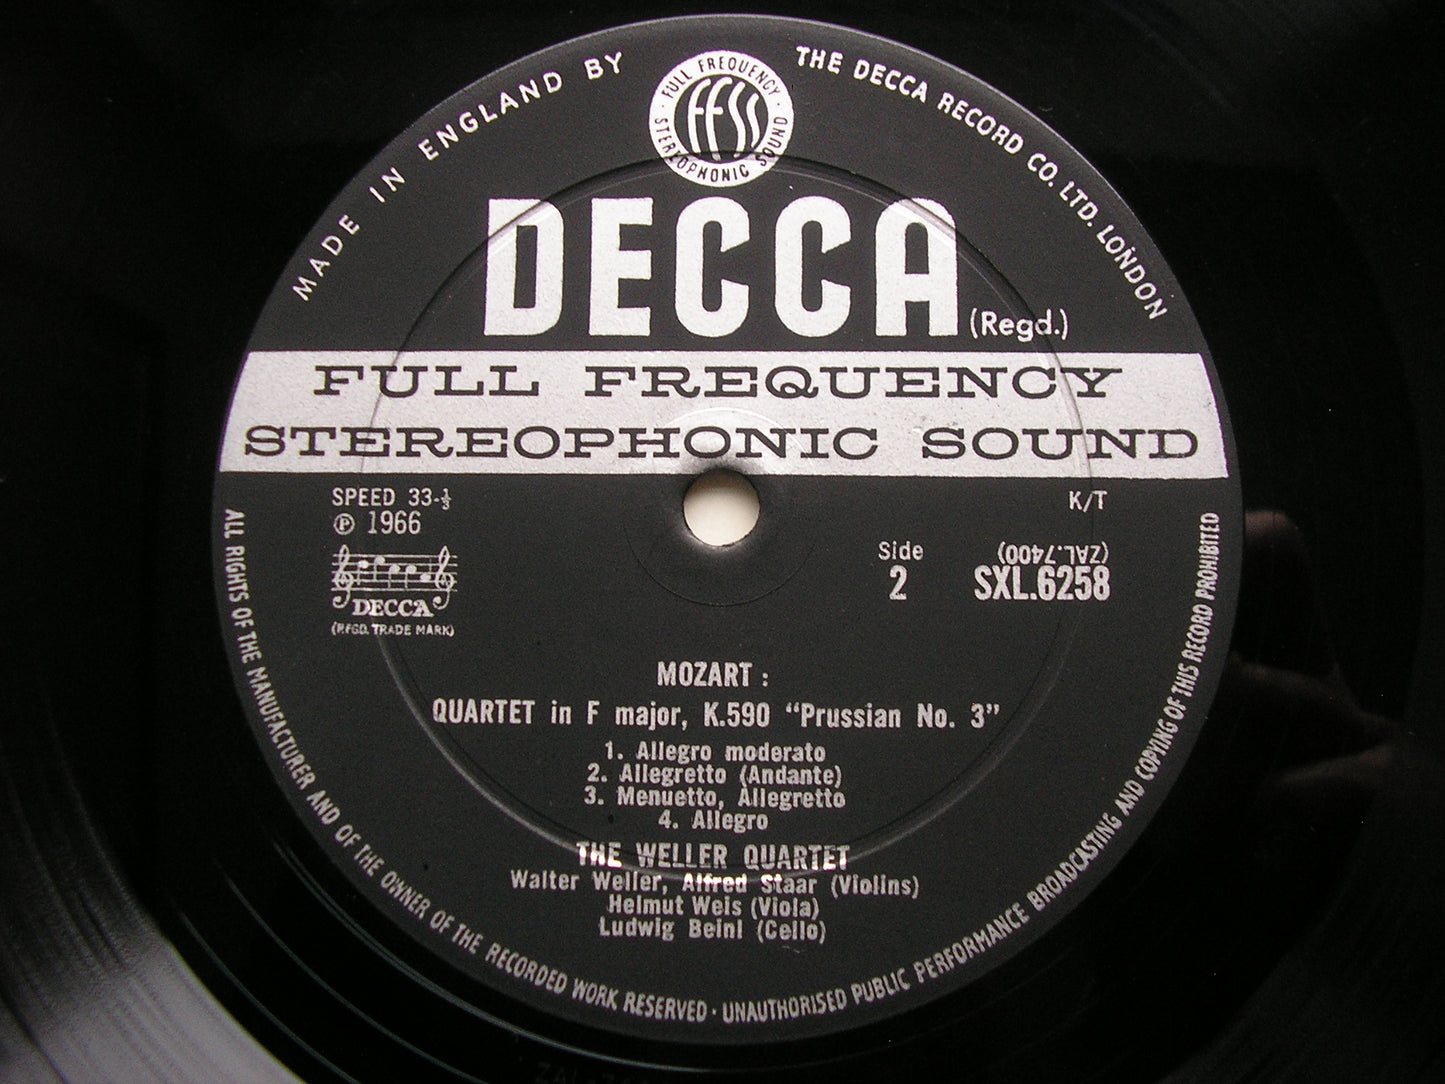 MADE IN ENGLAND BY
THE DECCA RECORD CO. LTD. LONDON
· FULL FREQUENCY ·
STEREOPHONIC SOUND
FFSS
DECCA
(Regd.)
FULL FREQUENCY
STEREOPHONIC SOUND
SPEED 33-⅓
℗ 1966
K/T
DECCA
(REGD. TRADE MARK)
Side
2
(ZAL.7400)
SXL.6258
MOZART :
QUARTET in F major, K.590 “Prussian No. 3”
1. Allegro moderato
2. Allegretto (Andante)
3. Menuetto, Allegretto
4. Allegro
THE WELLER QUARTET
Walter Weller, Alfred Staar (Violins)
Helmut Weis (Viola)
Ludwig Beinl (Cello)
ALL RIGHTS OF THE MANUFACTURER AND OF THE OWNER OF THE RECORDED WORK RESERVED · UNAUTHORISED PUBLIC PERFORMANCE BROADCASTING AND COPYING OF THIS RECORD PROHIBITED